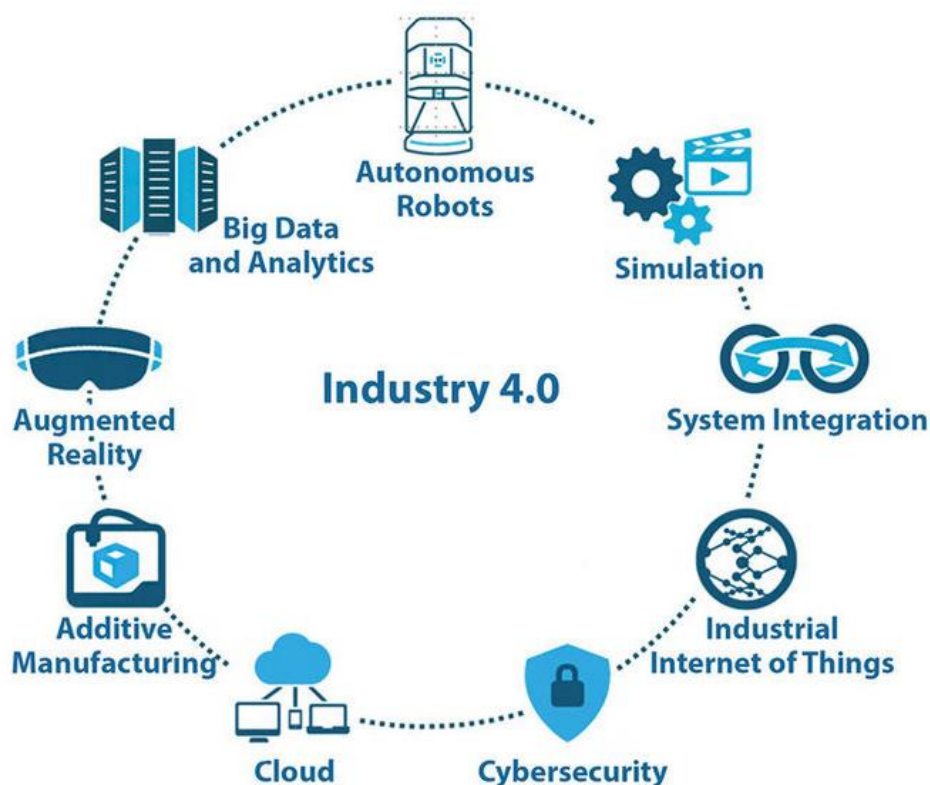 Autonomous
Robots
Big Data
and Analytics
Simulation
Augmented
Reality
Industry 4.0
System Integration
Additive
Manufacturing
Industrial
Internet of Things
Cloud
Cybersecurity